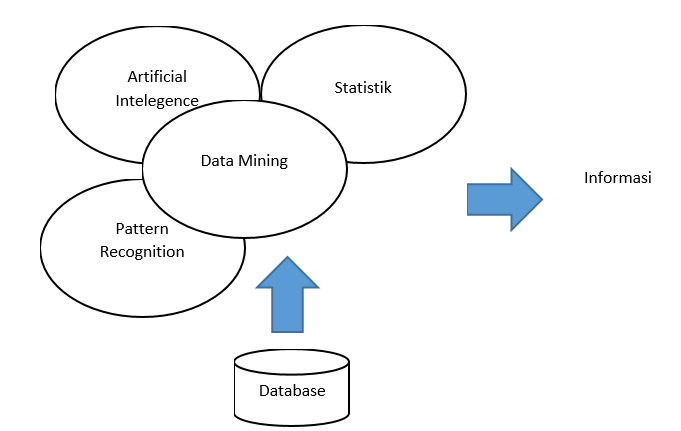 Artificial
Intelegence
Statistik
Data Mining
Informasi
Pattern
Recognition
Database